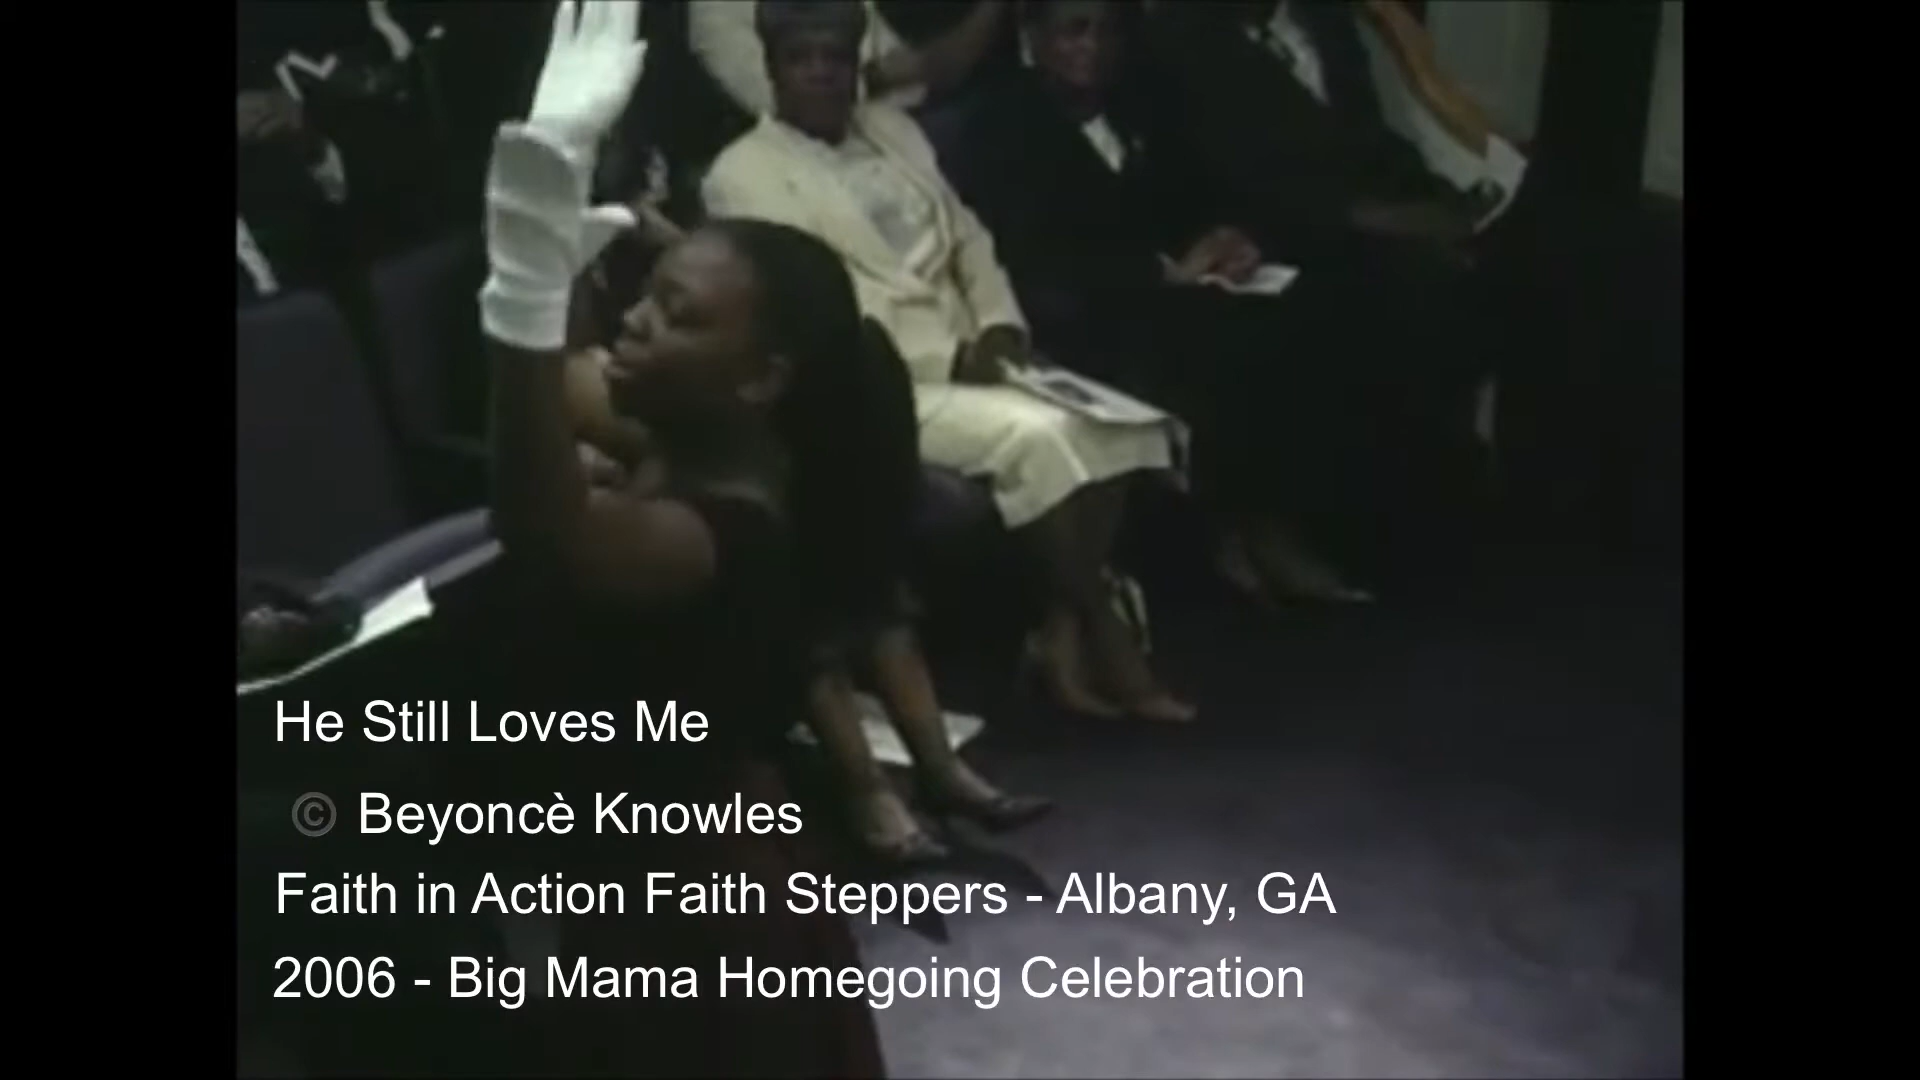 He Still Loves Me
© Beyoncè Knowles
Faith in Action Faith Steppers - Albany, GA
2006 - Big Mama Homegoing Celebration